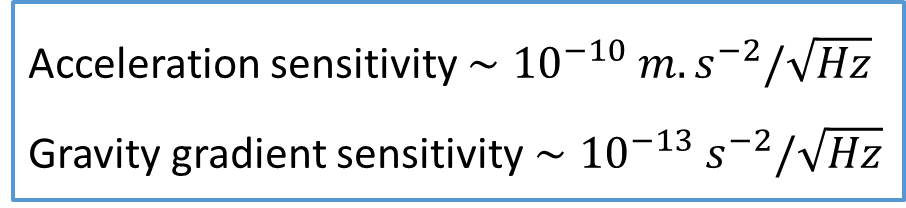 Acceleration sensitivity ~ 10⁻¹⁰ m.s⁻²/√Hz
Gravity gradient sensitivity ~ 10⁻¹³ s⁻²/√Hz